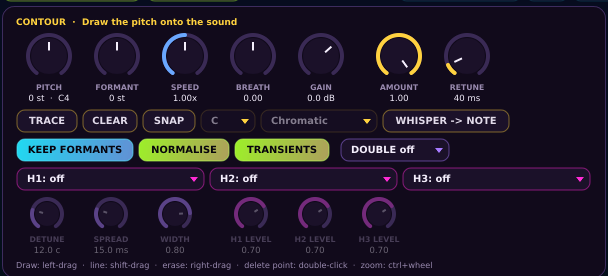 CONTOUR · Draw the pitch onto the sound
PITCH FORMANT SPEED BREATH GAIN AMOUNT RETUNE
0 st · C4 0 st 1.00x 0.00 0.0 dB 1.00 40 ms
TRACE CLEAR SNAP C Chromatic WHISPER -> NOTE
KEEP FORMANTS NORMALISE TRANSIENTS DOUBLE off
H1: off H2: off H3: off
DETUNE SPREAD WIDTH H1 LEVEL H2 LEVEL H3 LEVEL
12.0 c 15.0 ms 0.80 0.70 0.70 0.70
Draw: left-drag · line: shift-drag · erase: right-drag · delete point: double-click · zoom: ctrl+wheel